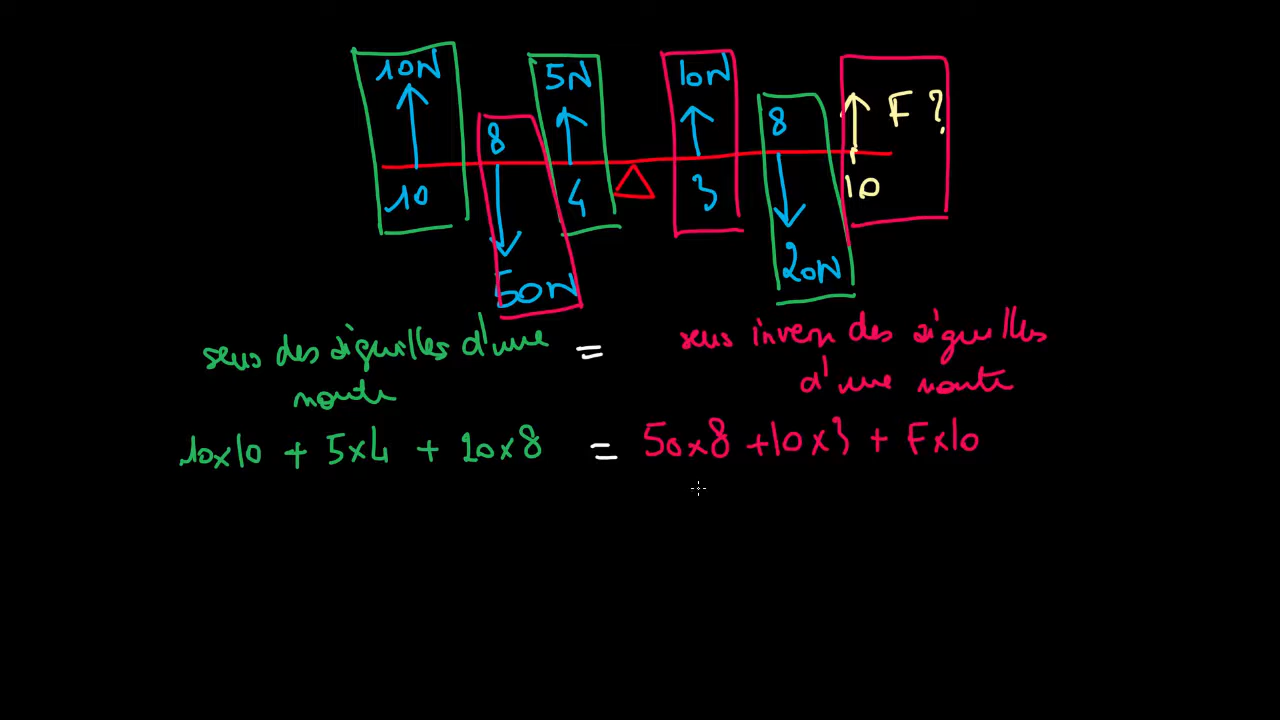 10N 5N 10N
8 8 F ?
10 4 3 10
50N 20N
sens des aiguilles d'une = sens inverse des aiguilles
montre d'une montre
10x10 + 5x4 + 20x8 = 50x8 + 10x3 + Fx10